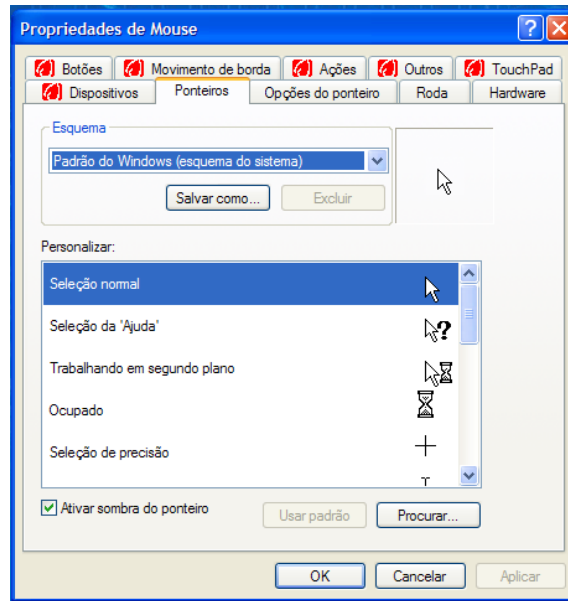 Propriedades de Mouse
Botões Movimento de borda Ações Outros TouchPad
Dispositivos Ponteiros Opções do ponteiro Roda Hardware
Esquema
Padrão do Windows (esquema do sistema)
Salvar como... Excluir
Personalizar:
Seleção normal
Seleção da 'Ajuda'
Trabalhando em segundo plano
Ocupado
Seleção de precisão
Ativar sombra do ponteiro Usar padrão Procurar...
OK Cancelar Aplicar